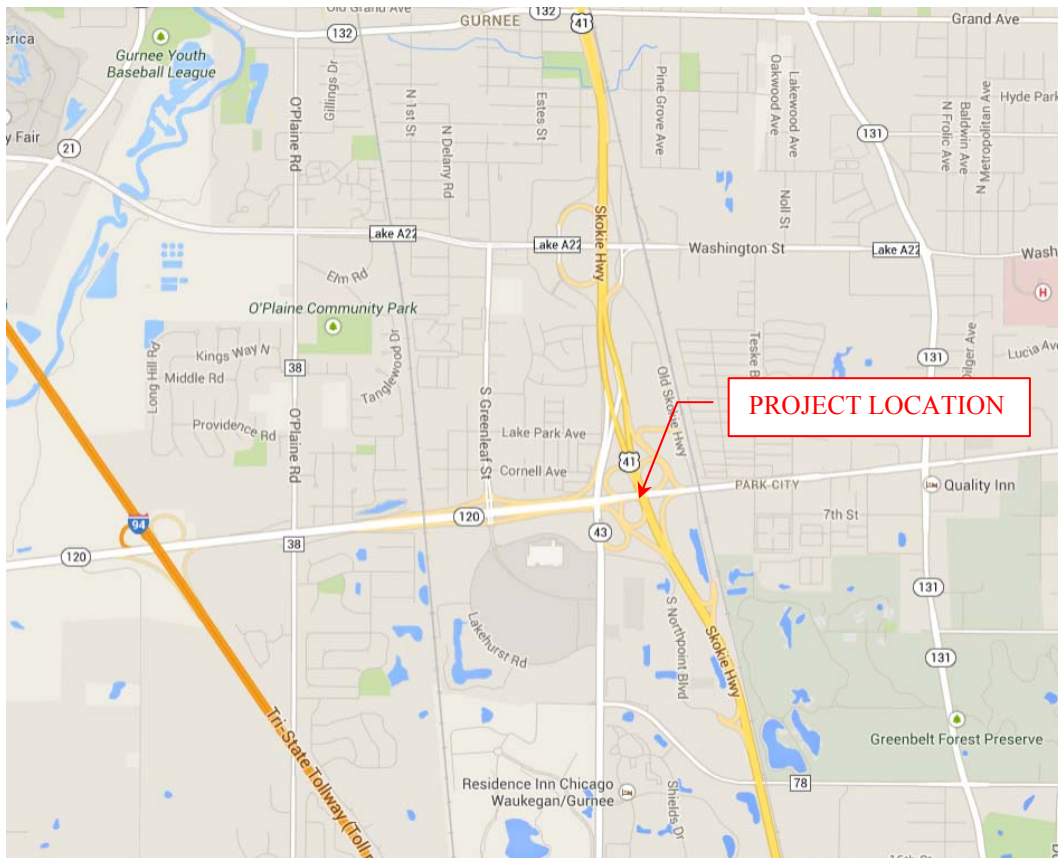 Old Grand Ave
GURNEE
132
41
132
Grand Ave
erica
Gurnee Youth
Baseball League
O'Plaine Rd
Gillings Dr
N 1st St
N Delany Rd
Estes St
Pine Grove Ave
Oakwood Ave
Lakewood Ave
Hyde Park
N Frolic Ave
Baldwin Ave
N Metropolitan Ave
131
y Fair
21
Noll St
Skokie Hwy
Lake A22
Lake A22
Washington St
Lake A22
Wash
Elm Rd
H
O'Plaine Community Park
Long Hill Rd
Kings Way N
Middle Rd
38
Tanglewood Dr
Teske B
131
Lucia Ave
Dilger Ave
Old Skokie Hwy
PROJECT LOCATION
S Greenleaf St
Providence Rd
O'Plaine Rd
Lake Park Ave
41
Cornell Ave
PARK CITY
Quality Inn
94
120
7th St
120
38
43
131
Lakehurst Rd
S Northpoint Blvd
Skokie Hwy
131
Tri-State Tollway (Toll r
Greenbelt Forest Preserve
Residence Inn Chicago
Waukegan/Gurnee
Shields Dr
78
16th St